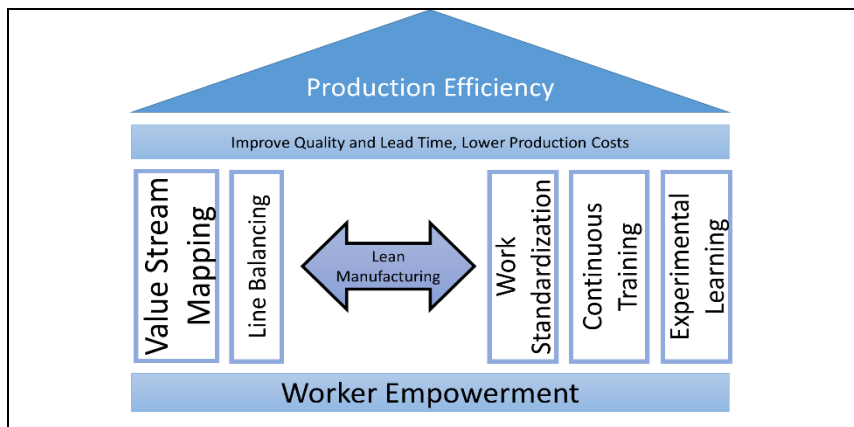 Production Efficiency
Improve Quality and Lead Time, Lower Production Costs
Value Stream
Mapping
Line Balancing
Lean
Manufacturing
Work
Standardization
Continuous
Training
Experimental
Learning
Worker Empowerment